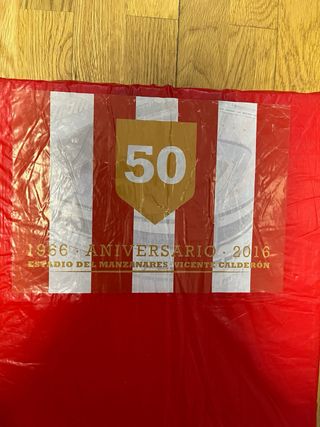 50
1966 · ANIVERSARIO · 2016
ESTADIO DEL MANZANARES, VICENTE CALDERÓN